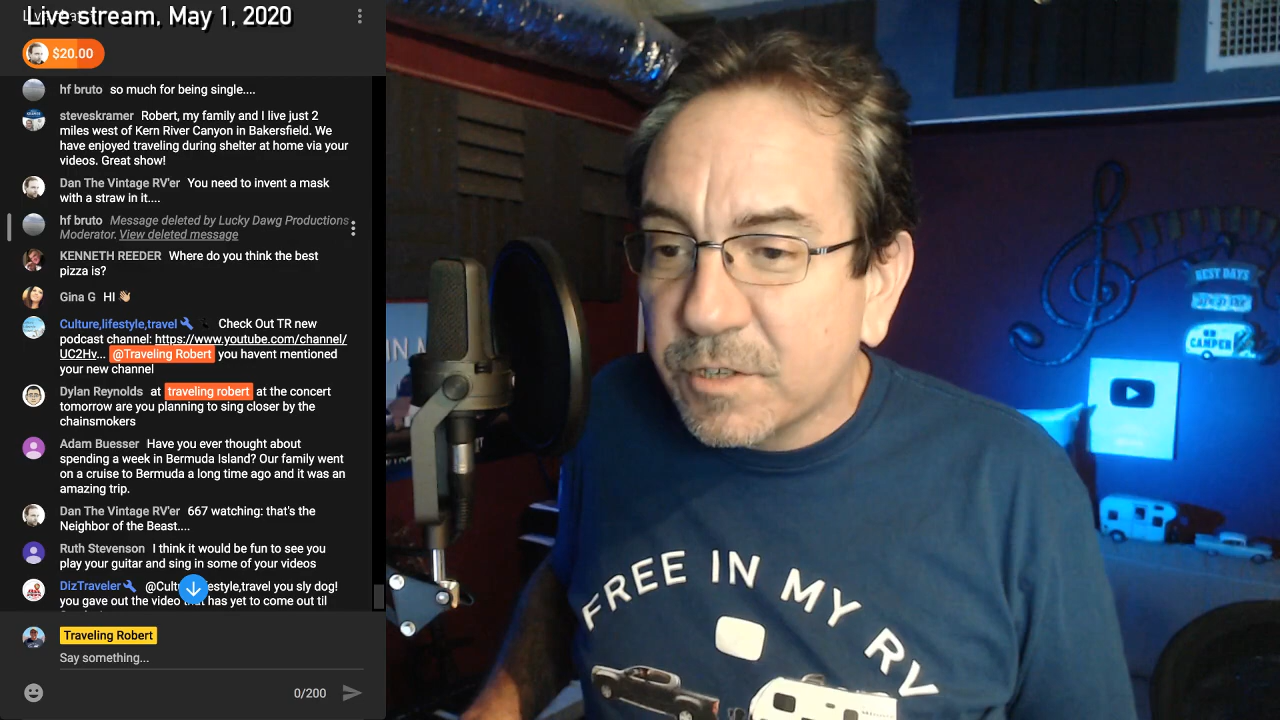 Live stream, May 1, 2020
$20.00
hf bruto so much for being single....
steveskramer Robert, my family and I live just 2
miles west of Kern River Canyon in Bakersfield. We
have enjoyed traveling during shelter at home via your
videos. Great show!
Dan The Vintage RV'er You need to invent a mask
with a straw in it....
hf bruto Message deleted by Lucky Dawg Productions
Moderator. View deleted message
KENNETH REEDER Where do you think the best
pizza is?
Gina G HI 👋🏼
Culture,lifestyle,travel Check Out TR new
podcast channel: https://www.youtube.com/channel/
UC2Hv... @Traveling Robert you havent mentioned
your new channel
Dylan Reynolds at traveling robert at the concert
tomorrow are you planning to sing closer by the
chainsmokers
Adam Buesser Have you ever thought about
spending a week in Bermuda Island? Our family went
on a cruise to Bermuda a long time ago and it was an
amazing trip.
Dan The Vintage RV'er 667 watching: that's the
Neighbor of the Beast....
Ruth Stevenson I think it would be fun to see you
play your guitar and sing in some of your videos
DizTraveler you sly dog!
you gave out the video has yet to come out til
Traveling Robert
Say something...
0/200
BEST DAYS
CAMPER
IN M
FREE IN MY RV